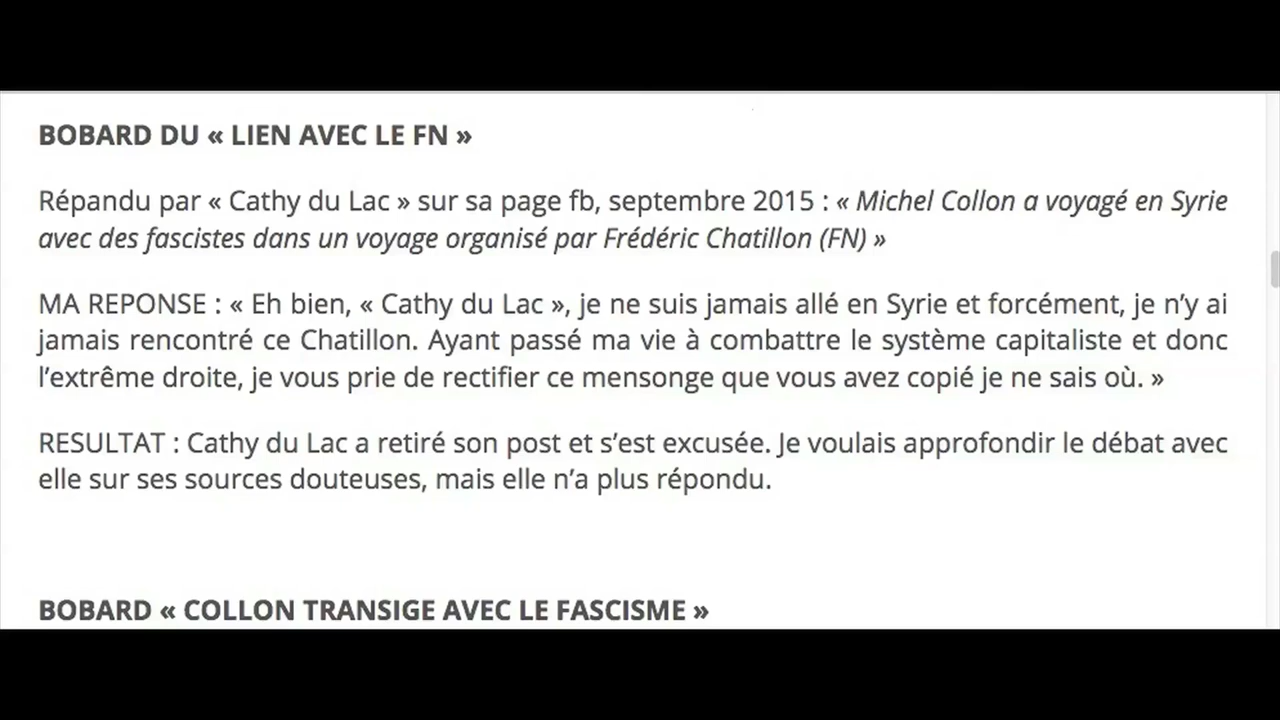 BOBARD DU « LIEN AVEC LE FN »
Répandu par « Cathy du Lac » sur sa page fb, septembre 2015 : « Michel Collon a voyagé en Syrie
avec des fascistes dans un voyage organisé par Frédéric Chatillon (FN) »
MA REPONSE : « Eh bien, « Cathy du Lac », je ne suis jamais allé en Syrie et forcément, je n’y ai
jamais rencontré ce Chatillon. Ayant passé ma vie à combattre le système capitaliste et donc
l’extrême droite, je vous prie de rectifier ce mensonge que vous avez copié je ne sais où. »
RESULTAT : Cathy du Lac a retiré son post et s’est excusée. Je voulais approfondir le débat avec
elle sur ses sources douteuses, mais elle n’a plus répondu.
BOBARD « COLLON TRANSIGE AVEC LE FASCISME »